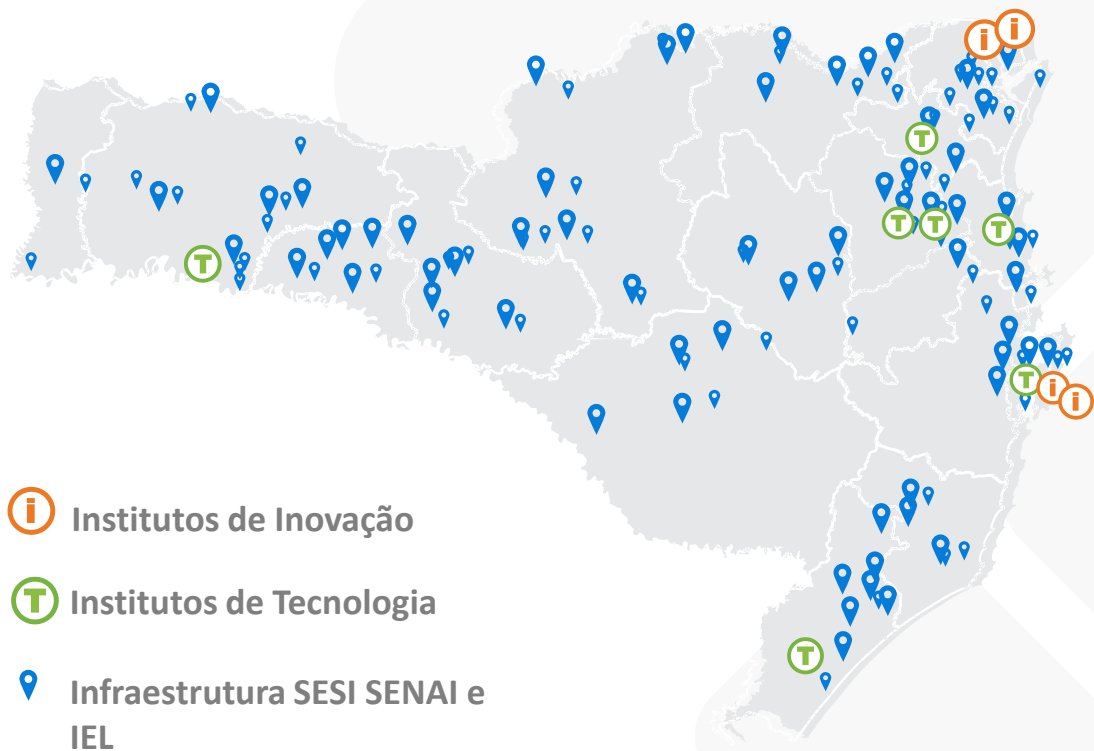 i
i
T
T
T
T
T
T
i
i
i Institutos de Inovação
T Institutos de Tecnologia
T
Infraestrutura SESI SENAI e
IEL